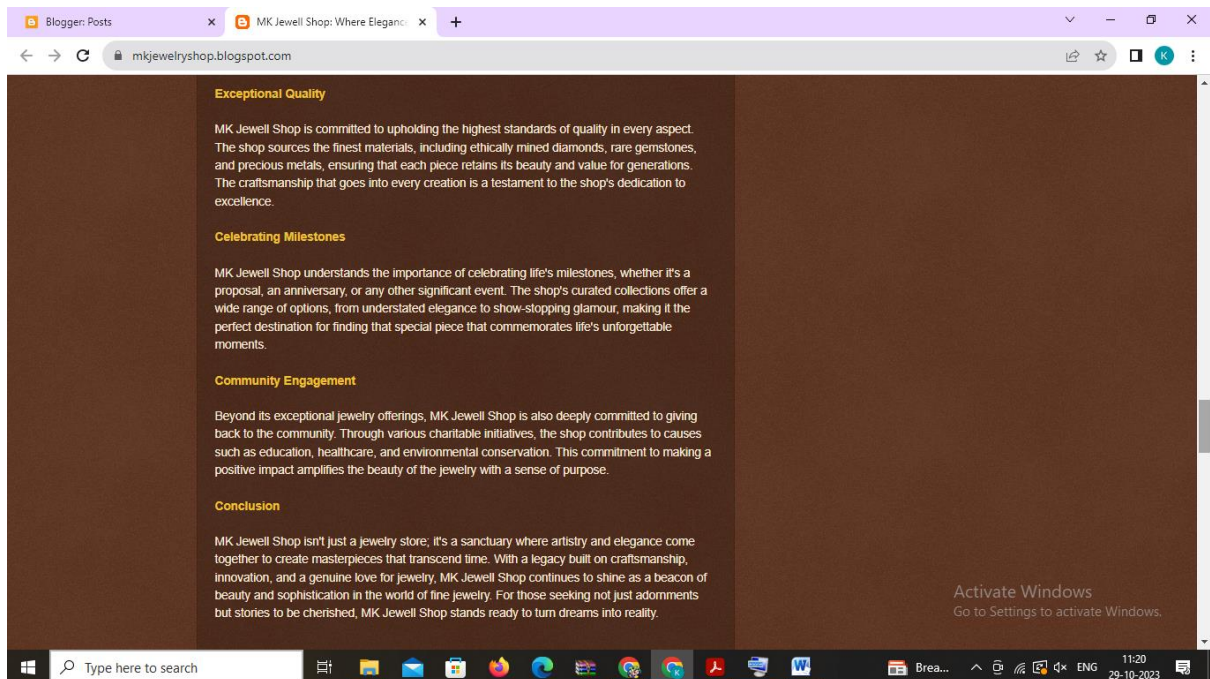 Blogger: Posts
MK Jewell Shop: Where Eleganc
mkjewelryshop.blogspot.com
K
Exceptional Quality
MK Jewell Shop is committed to upholding the highest standards of quality in every aspect.
The shop sources the finest materials, including ethically mined diamonds, rare gemstones,
and precious metals, ensuring that each piece retains its beauty and value for generations.
The craftsmanship that goes into every creation is a testament to the shop's dedication to
excellence.
Celebrating Milestones
MK Jewell Shop understands the importance of celebrating life's milestones, whether it's a
proposal, an anniversary, or any other significant event. The shop's curated collections offer a
wide range of options, from understated elegance to show-stopping glamour, making it the
perfect destination for finding that special piece that commemorates life's unforgettable
moments.
Community Engagement
Beyond its exceptional jewelry offerings, MK Jewell Shop is also deeply committed to giving
back to the community. Through various charitable initiatives, the shop contributes to causes
such as education, healthcare, and environmental conservation. This commitment to making a
positive impact amplifies the beauty of the jewelry with a sense of purpose.
Conclusion
MK Jewell Shop isn't just a jewelry store; it's a sanctuary where artistry and elegance come
together to create masterpieces that transcend time. With a legacy built on craftsmanship,
innovation, and a genuine love for jewelry, MK Jewell Shop continues to shine as a beacon of
beauty and sophistication in the world of fine jewelry. For those seeking not just adornments
but stories to be cherished, MK Jewell Shop stands ready to turn dreams into reality.
Activate Windows
Go to Settings to activate Windows.
Type here to search
Brea...
ENG
11:20
29-10-2023